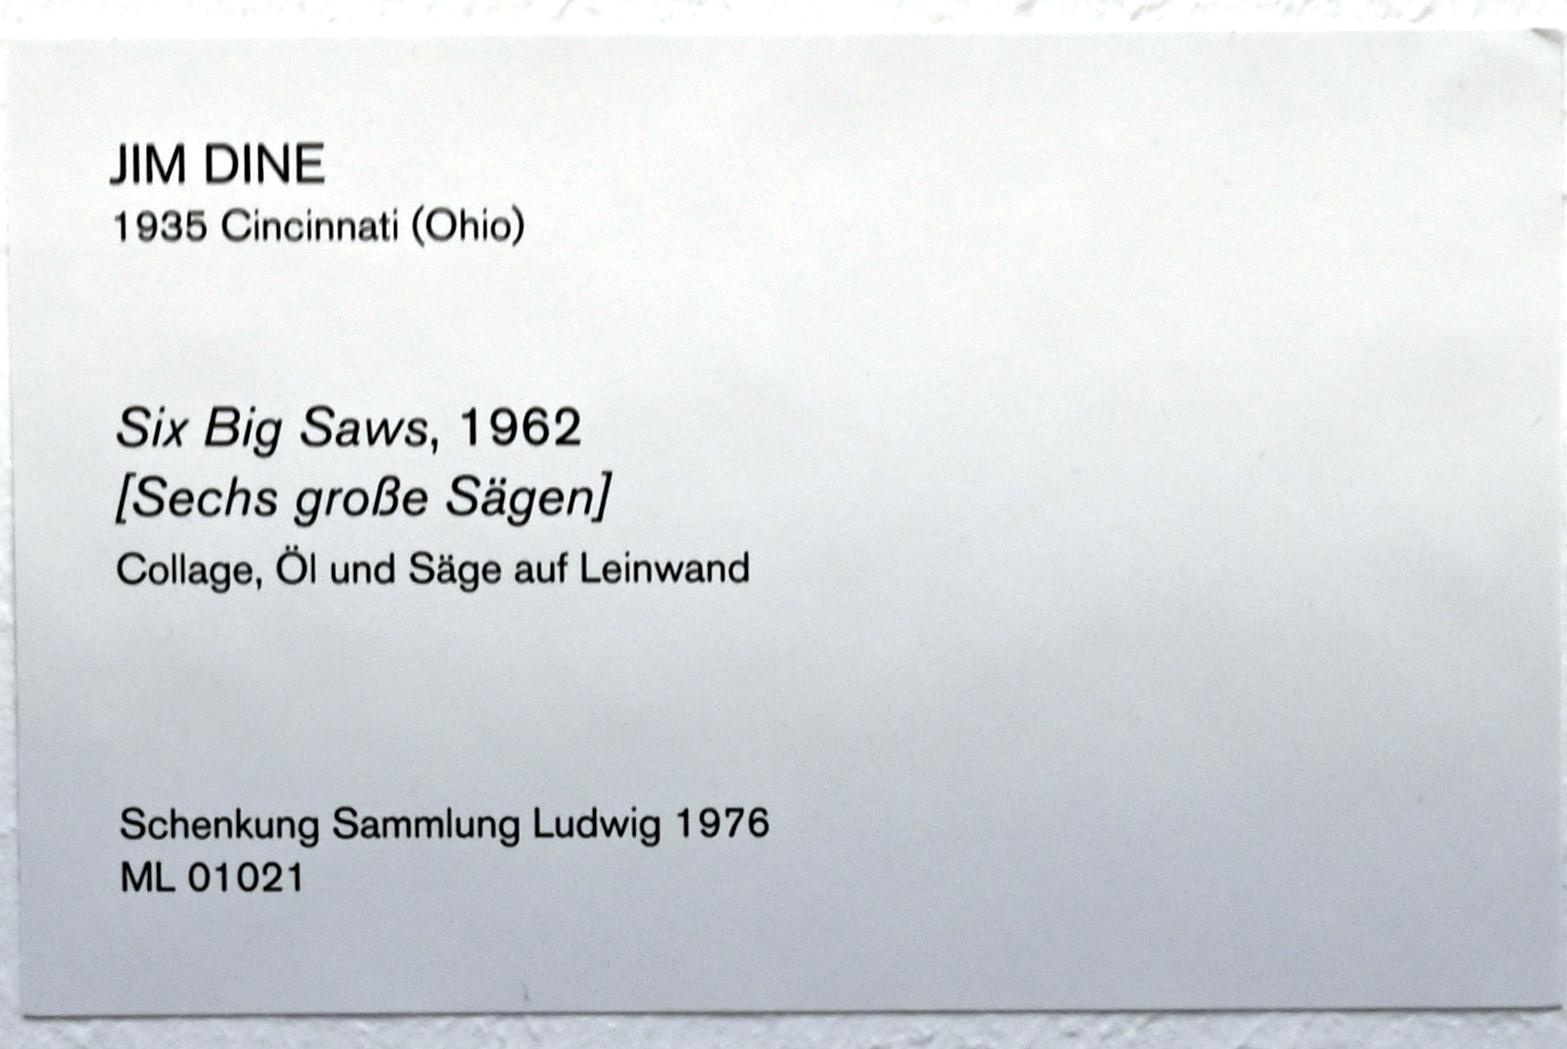 JIM DINE
1935 Cincinnati (Ohio)
Six Big Saws, 1962
[Sechs große Sägen]
Collage, Öl und Säge auf Leinwand
Schenkung Sammlung Ludwig 1976
ML 01021